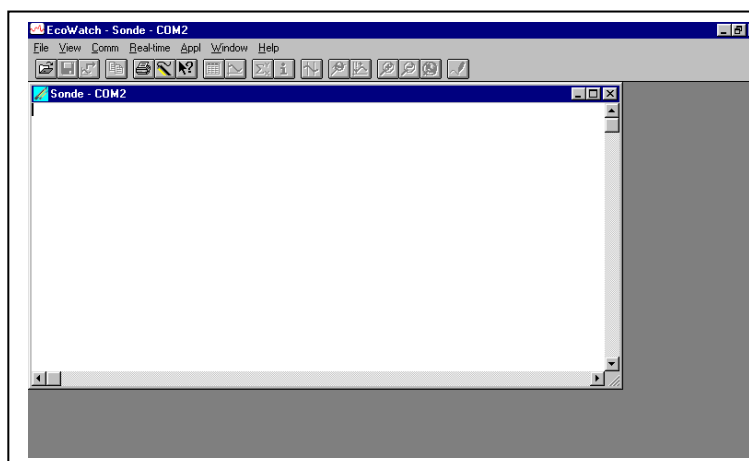 EcoWatch - Sonde - COM2
File View Comm Real-time Appl Window Help
Sonde - COM2